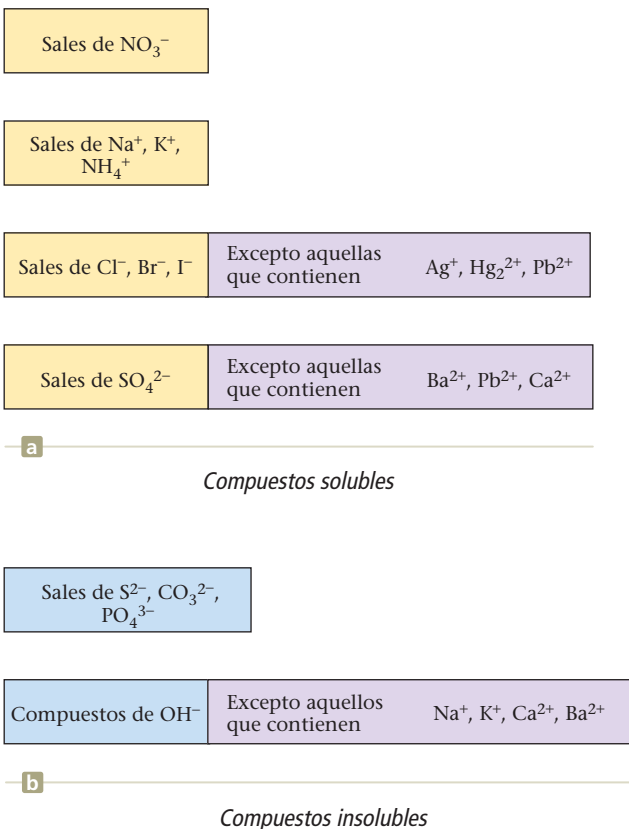 Sales de NO₃⁻
Sales de Na⁺, K⁺,
NH₄⁺
Sales de Cl⁻, Br⁻, I⁻
Excepto aquellas
que contienen
Ag⁺, Hg₂²⁺, Pb²⁺
Sales de SO₄²⁻
Excepto aquellas
que contienen
Ba²⁺, Pb²⁺, Ca²⁺
a
Compuestos solubles
Sales de S²⁻, CO₃²⁻,
PO₄³⁻
Compuestos de OH⁻
Excepto aquellos
que contienen
Na⁺, K⁺, Ca²⁺, Ba²⁺
b
Compuestos insolubles